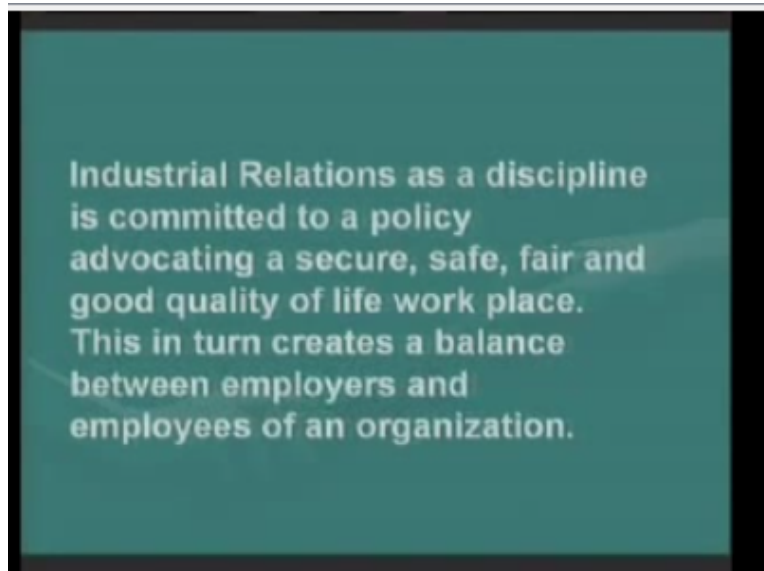 Industrial Relations as a discipline
is committed to a policy
advocating a secure, safe, fair and
good quality of life work place.
This in turn creates a balance
between employers and
employees of an organization.